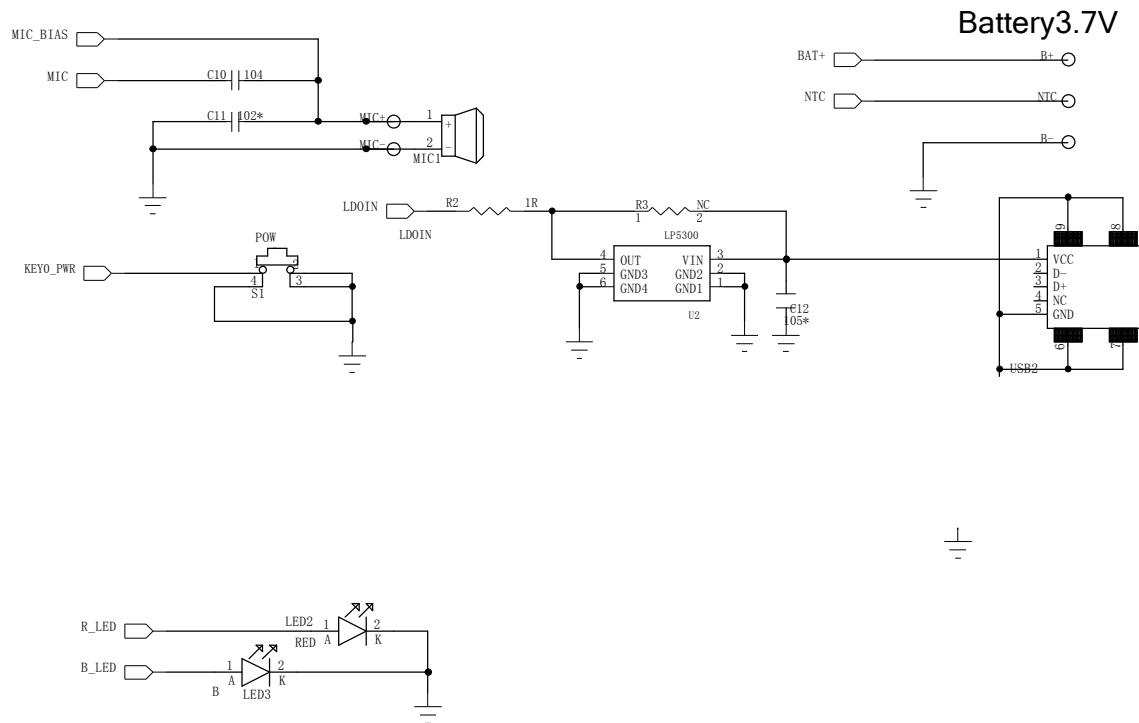 Battery3.7V
MIC_BIAS
BAT+
B+
MIC
C10
104
NTC
NTC
C11
102*
MIC+
1
+
MIC-
2
-
MIC1
B-
LDOIN
R2
1R
R3
NC
1
2
LDOIN
LP5300
POW
9
8
4
OUT
VIN
3
1
VCC
5
GND3
GND2
2
2
D-
6
GND4
GND1
1
3
D+
4
NC
5
GND
KEYO_PWR
4
3
S1
U2
C12
105*
6
7
USB2
R_LED
LED2
1
2
RED
A
K
B_LED
1
2
A
K
B
LED3